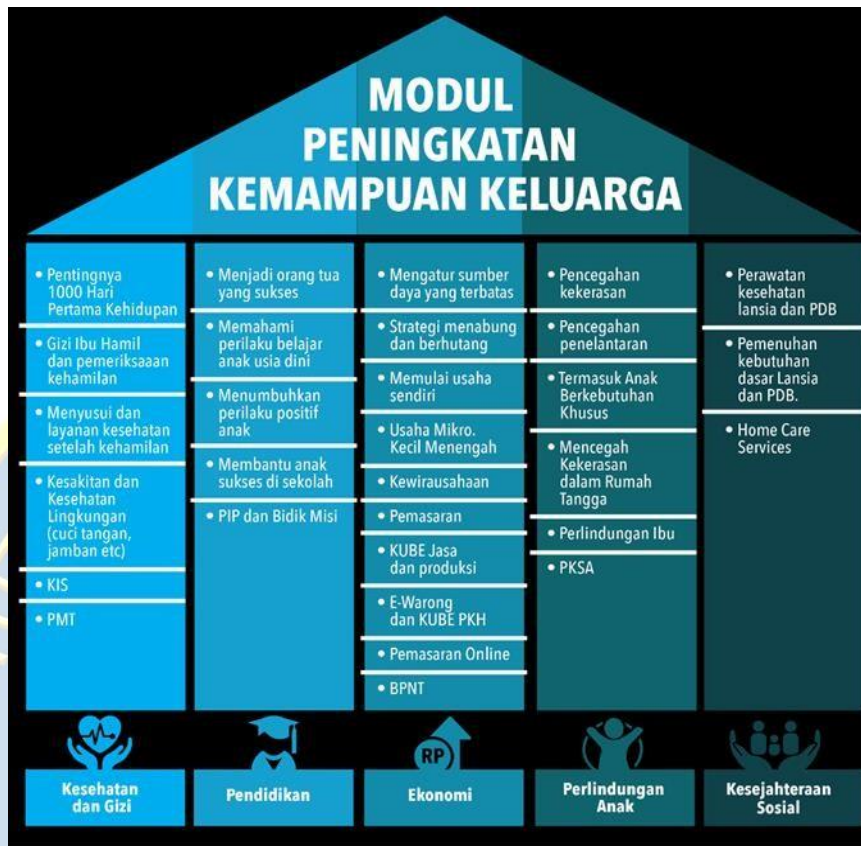 MODUL
PENINGKATAN
KEMAMPUAN KELUARGA
• Pentingnya
1000 Hari
Pertama Kehidupan
• Gizi Ibu Hamil
dan pemeriksaaan
kehamilan
• Menyusui dan
layanan kesehatan
setelah kehamilan
• Kesakitan dan
Kesehatan
Lingkungan
(cuci tangan,
jamban etc)
• KIS
• PMT
Kesehatan
dan Gizi
• Menjadi orang tua
yang sukses
• Memahami
perilaku belajar
anak usia dini
• Menumbuhkan
perilaku positif
anak
• Membantu anak
sukses di sekolah
• PIP dan Bidik Misi
Pendidikan
• Mengatur sumber
daya yang terbatas
• Strategi menabung
dan berhutang
• Memulai usaha
sendiri
• Usaha Mikro.
Kecil Menengah
• Kewirausahaan
• Pemasaran
• KUBE Jasa
dan produksi
• E-Warong
dan KUBE PKH
• Pemasaran Online
• BPNT
RP
Ekonomi
• Pencegahan
kekerasan
• Pencegahan
penelantaran
• Termasuk Anak
Berkebutuhan
Khusus
• Mencegah
Kekerasan
dalam Rumah
Tangga
• Perlindungan Ibu
• PKSA
Perlindungan
Anak
• Perawatan
kesehatan
lansia dan PDB
• Pemenuhan
kebutuhan
dasar Lansia
dan PDB.
• Home Care
Services
Kesejahteraan
Sosial